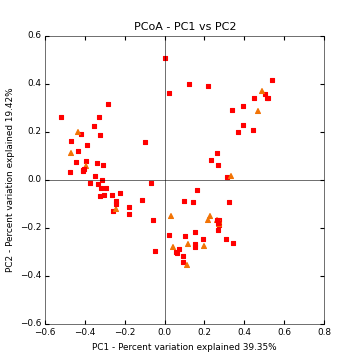 PCoA - PC1 vs PC2
0.6
0.4
0.2
0.0
−0.2
−0.4
−0.6
PC2 - Percent variation explained 19.42%
−0.6 −0.4 −0.2 0.0 0.2 0.4 0.6 0.8
PC1 - Percent variation explained 39.35%